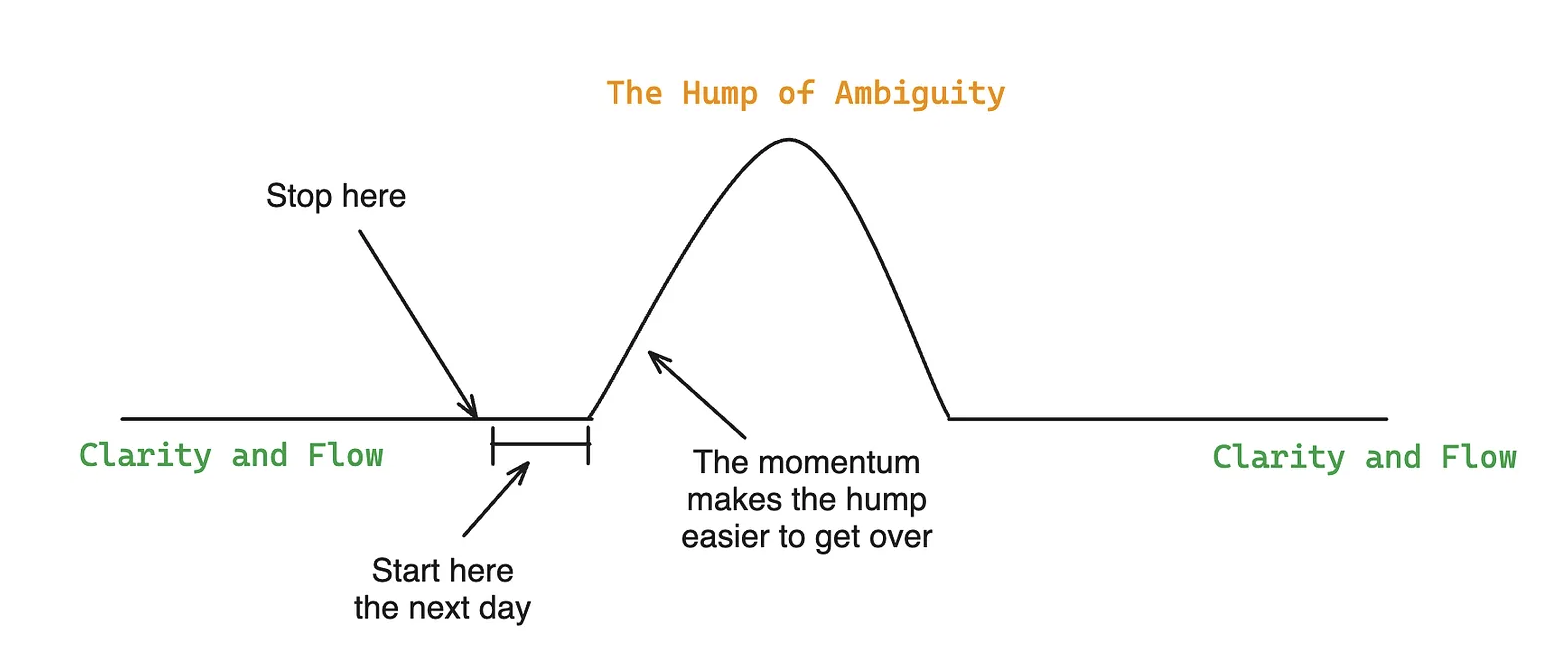 The Hump of Ambiguity
Stop here
Clarity and Flow
Clarity and Flow
The momentum
makes the hump
easier to get over
Start here
the next day